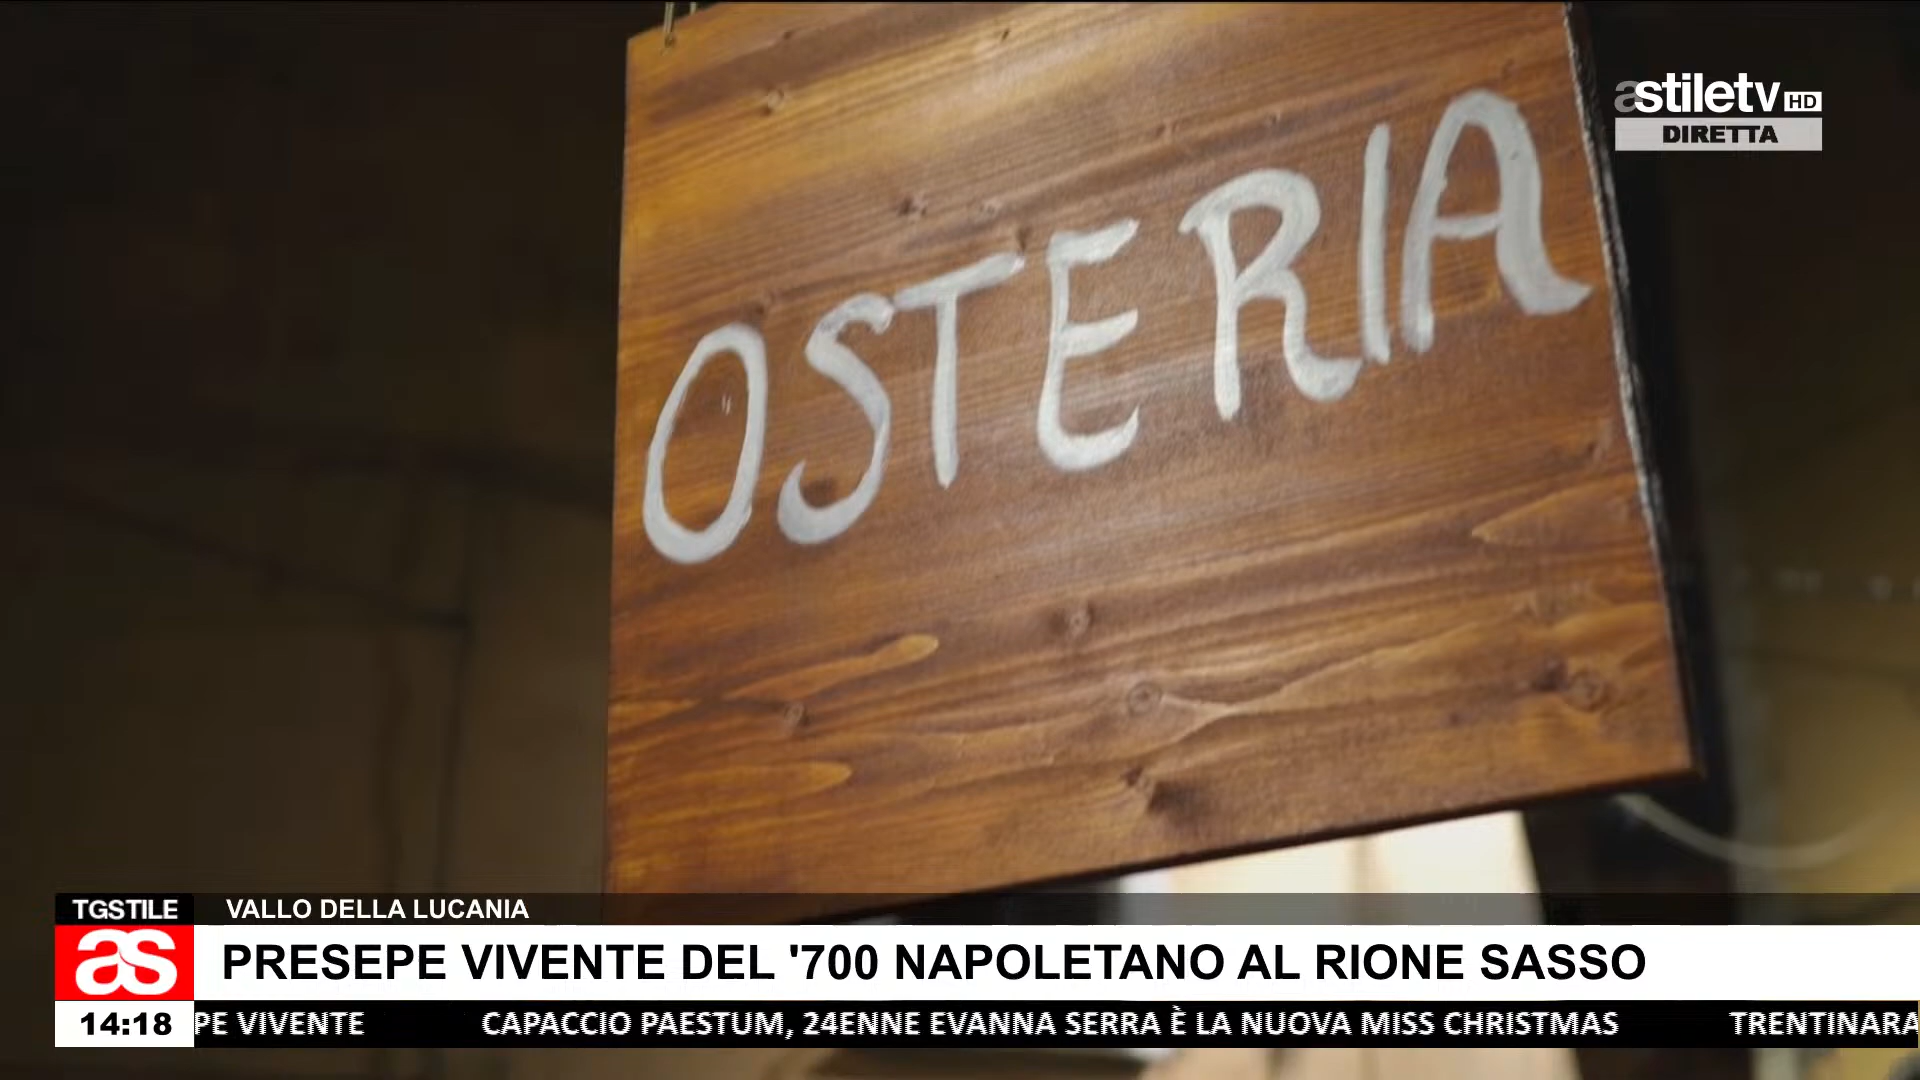 OSTERIA
astiletv HD
DIRETTA
TGSTILE
VALLO DELLA LUCANIA
as
PRESEPE VIVENTE DEL '700 NAPOLETANO AL RIONE SASSO
14:18
PE VIVENTE CAPACCIO PAESTUM, 24ENNE EVANNA SERRA È LA NUOVA MISS CHRISTMAS TRENTINARA